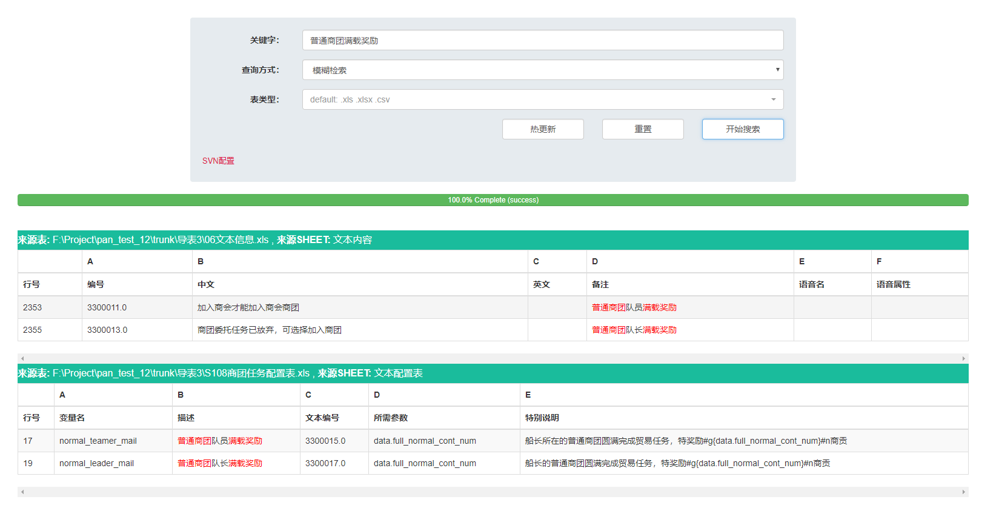 关键字： 普通商团满载奖励
查询方式： 模糊检索
表类型： default: .xls .xlsx .csv
热更新 重置 开始搜索
SVN配置
100.0% Complete (success)
来源表: F:\Project\pan_test_12\trunk\导表3\06文本信息.xls , 来源SHEET: 文本内容
A B C D E F
行号 编号 中文 英文 备注 语音名 语音属性
2353 3300011.0 加入商会才能加入商会商团 普通商团队员满载奖励
2355 3300013.0 商团委托任务已放弃，可选择加入商团 普通商团队长满载奖励
来源表: F:\Project\pan_test_12\trunk\导表3\S108商团任务配置表.xls , 来源SHEET: 文本配置表
A B C D E
行号 变量名 描述 文本编号 所需参数 特别说明
17 normal_teamer_mail 普通商团队员满载奖励 3300015.0 data.full_normal_cont_num 船长所在的普通商团圆满完成贸易任务，特奖励#g{data.full_normal_cont_num}#n商贡
19 normal_leader_mail 普通商团队长满载奖励 3300017.0 data.full_normal_cont_num 船长的普通商团圆满完成贸易任务，特奖励#g{data.full_normal_cont_num}#n商贡